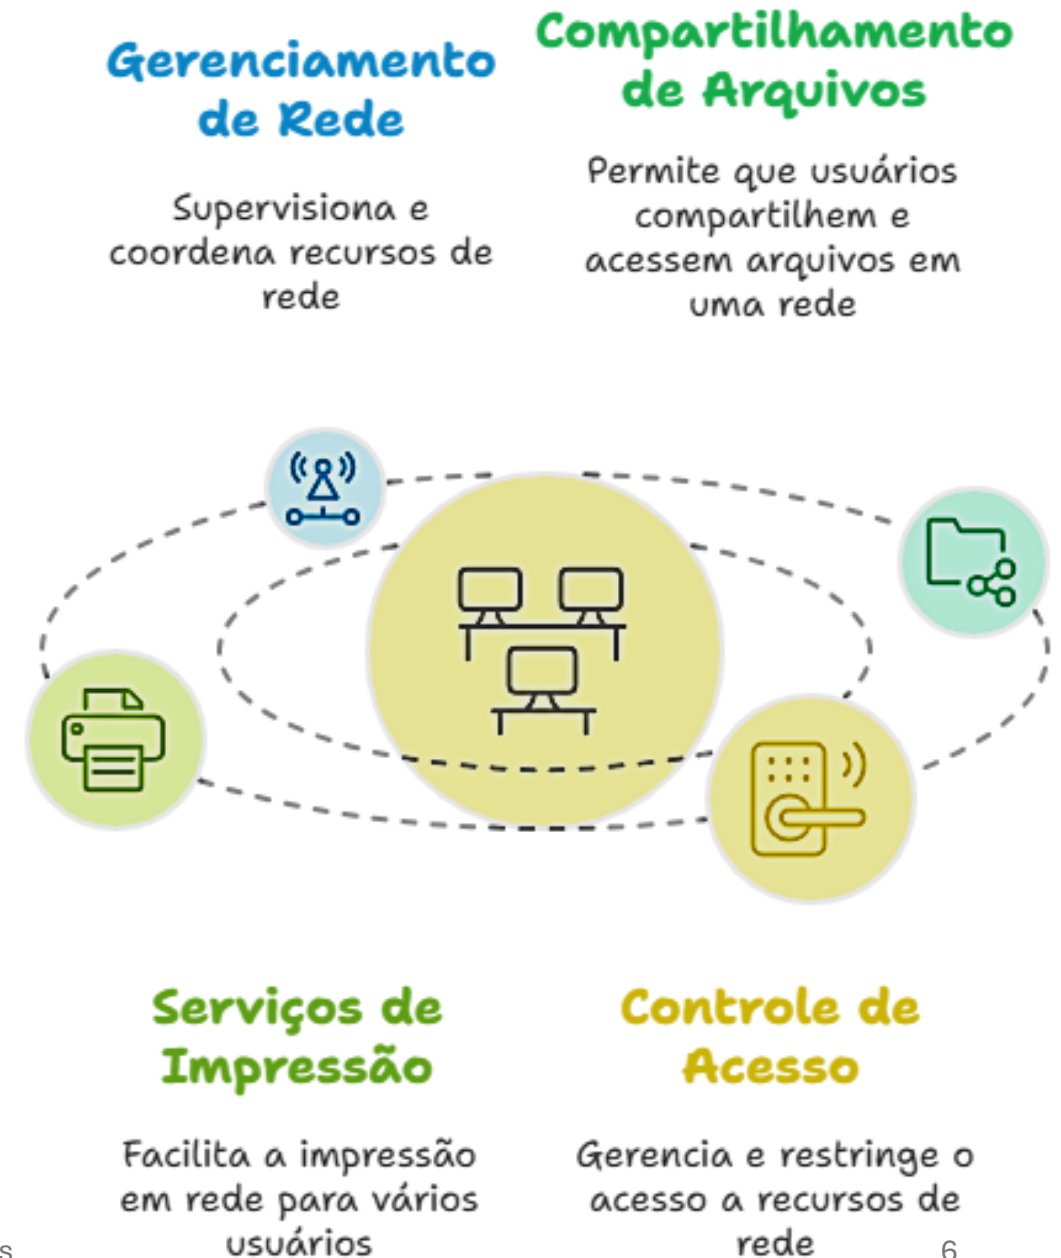 Gerenciamento
de Rede
Supervisiona e
coordena recursos de
rede
Compartilhamento
de Arquivos
Permite que usuários
compartilhem e
acessem arquivos em
uma rede
Serviços de
Impressão
Facilita a impressão
em rede para vários
usuários
Controle de
Acesso
Gerencia e restringe o
acesso a recursos de
rede
6